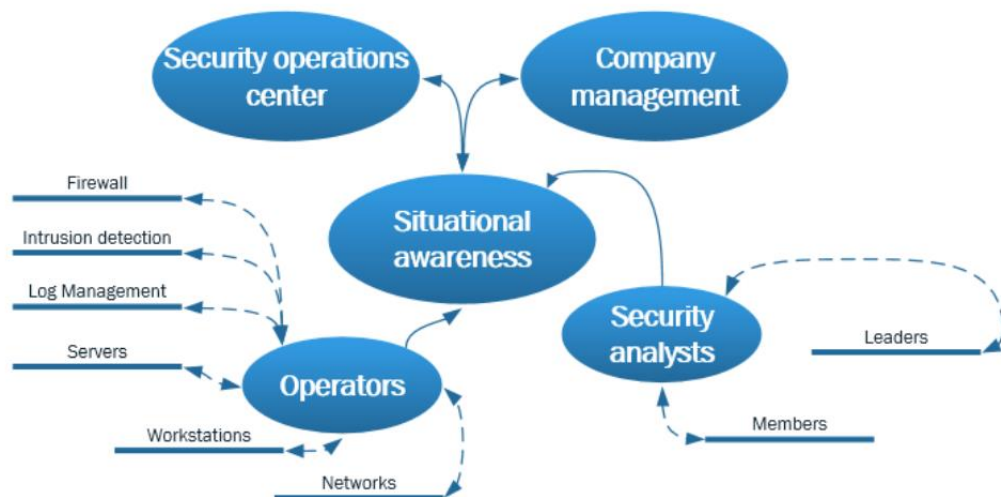 Security operations
center
Company
management
Situational
awareness
Firewall
Intrusion detection
Log Management
Servers
Operators
Workstations
Networks
Security
analysts
Leaders
Members